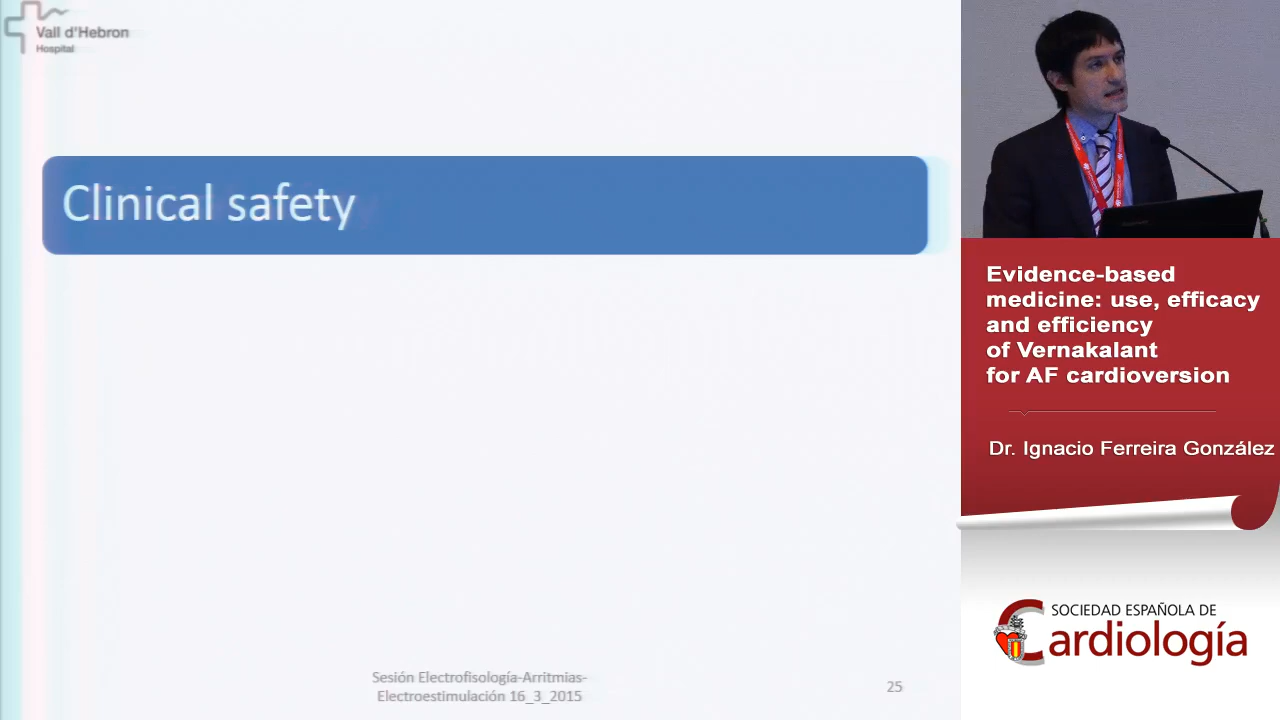 Vall d'Hebron
Hospital
Clinical safety
Sesión Electrofisología-Arritmias-
Electroestimulación 16_3_2015
25
Evidence-based
medicine: use, efficacy
and efficiency
of Vernakalant
for AF cardioversion
Dr. Ignacio Ferreira González
SOCIEDAD ESPAÑOLA DE
Cardiología